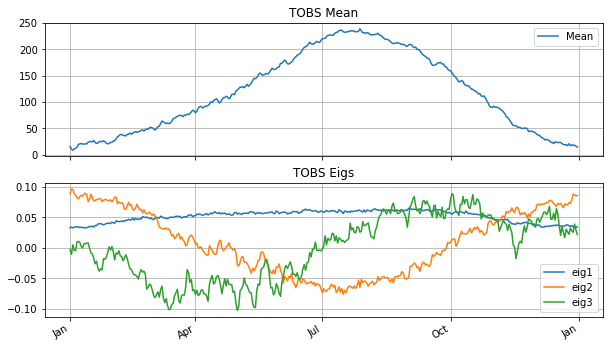 TOBS Mean
250
200
150
100
50
0
Mean
TOBS Eigs
0.10
0.05
0.00
−0.05
−0.10
eig1
eig2
eig3
Jan
Apr
Jul
Oct
Jan